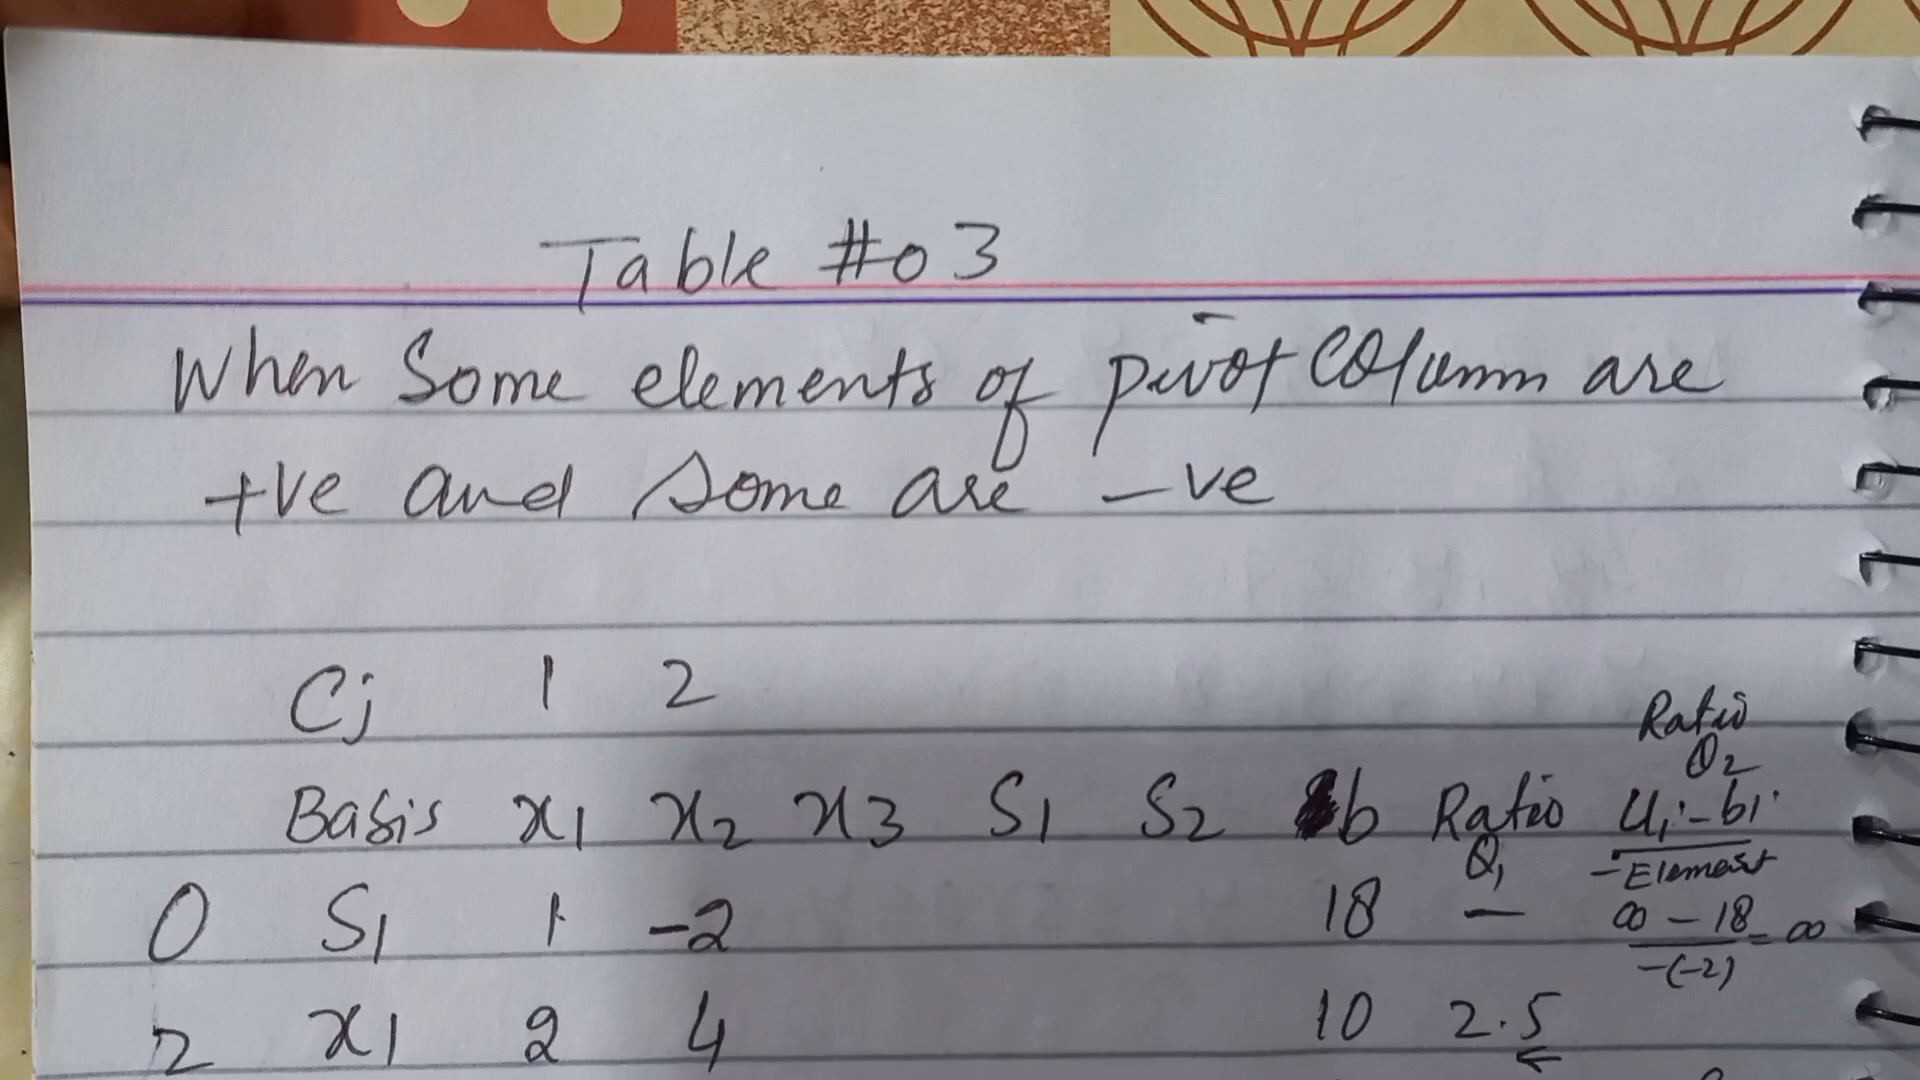 Table #03
When Some elements of pivot Column are
+ve and some are -ve
Cj 1 2
Ratio
θ2
Basis x1 x2 x3 S1 S2 b Ratio Ui-bi
θ1 -Element
0 S1 1 -2 18 - ∞ - 18 = ∞
-(-2)
2 x1 2 4 10 2.5
←